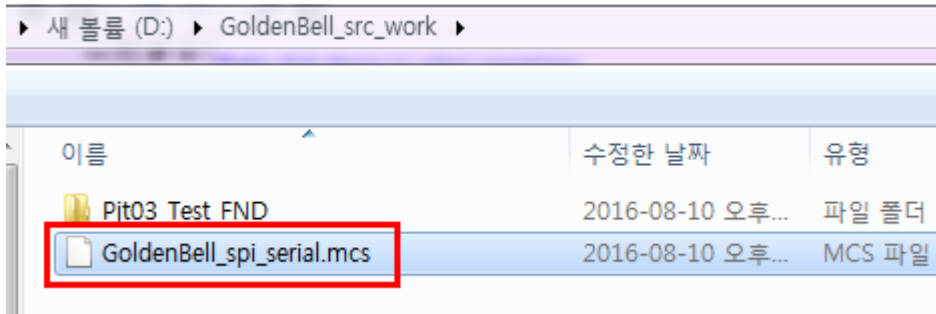 ▸ 새 볼륨 (D:) ▸ GoldenBell_src_work ▸
이름 수정한 날짜 유형
Pjt03_Test_FND 2016-08-10 오후... 파일 폴더
GoldenBell_spi_serial.mcs 2016-08-10 오후... MCS 파일